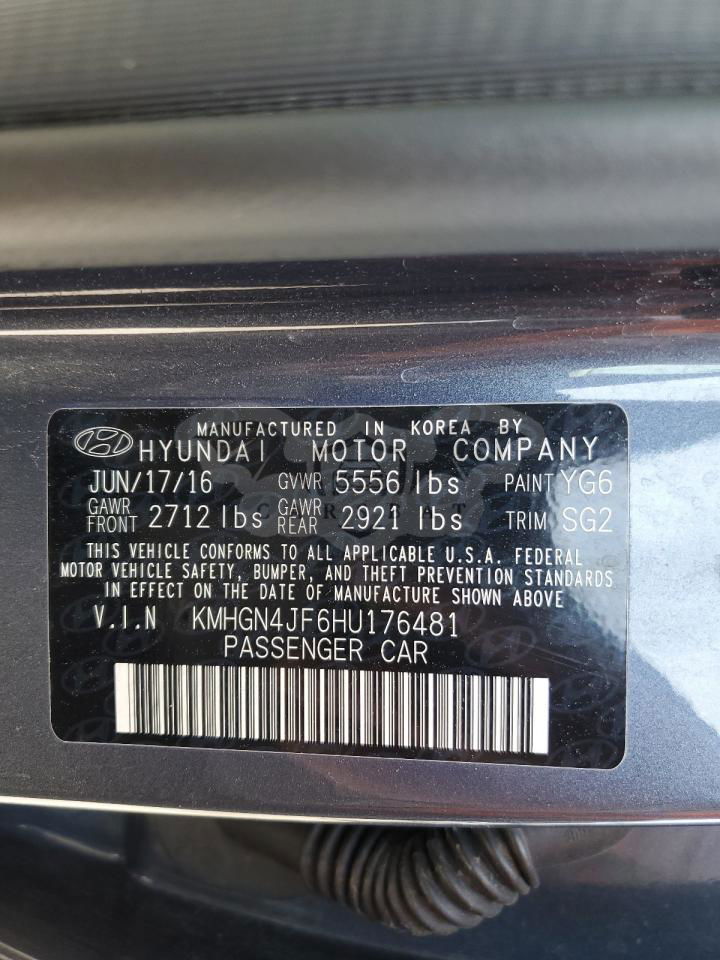 MANUFACTURED IN KOREA BY
HYUNDAI MOTOR COMPANY
JUN/17/16 GVWR 5556 lbs PAINT YG6
GAWR FRONT 2712 lbs GAWR REAR 2921 lbs TRIM SG2
THIS VEHICLE CONFORMS TO ALL APPLICABLE U.S.A. FEDERAL
MOTOR VEHICLE SAFETY, BUMPER, AND THEFT PREVENTION STANDARDS
IN EFFECT ON THE DATE OF MANUFACTURE SHOWN ABOVE
V.I.N KMHGN4JF6HU176481
PASSENGER CAR